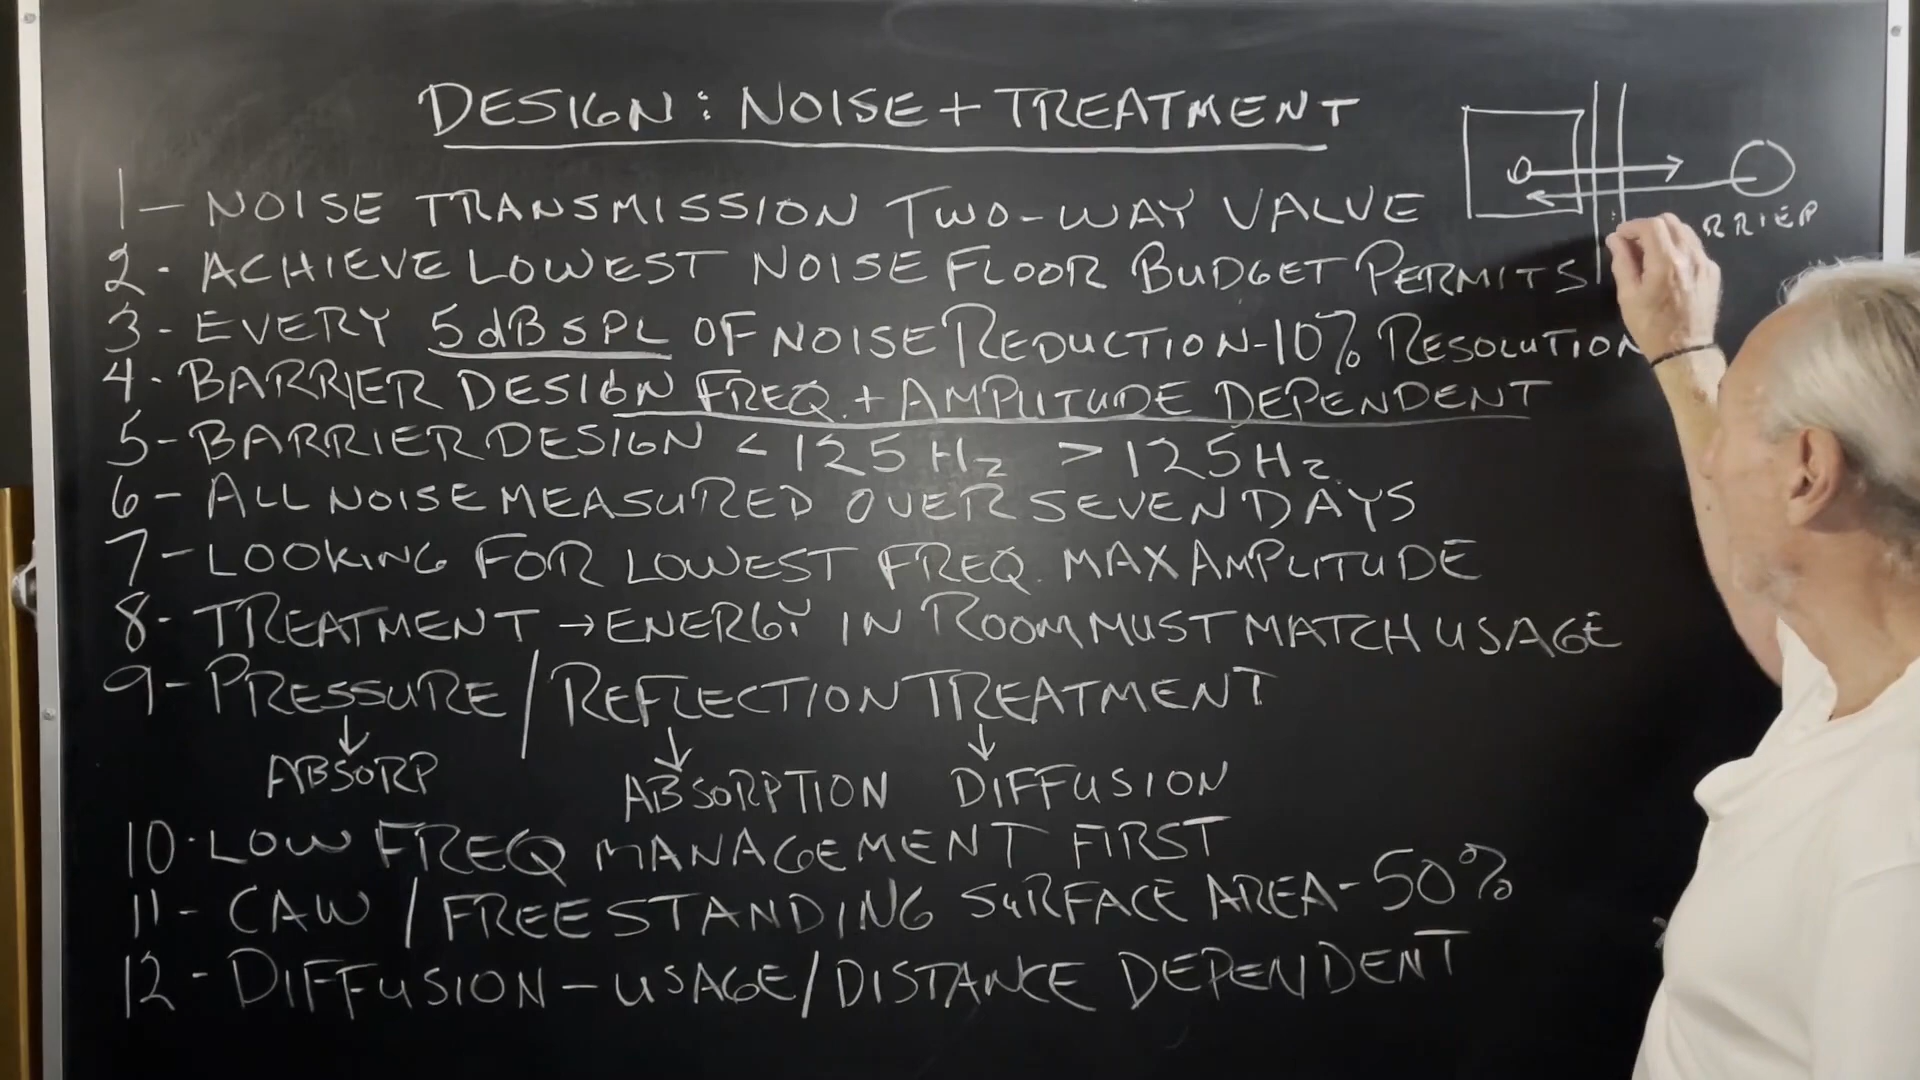 DESIGN: NOISE + TREATMENT
1- NOISE TRANSMISSION TWO-WAY VALVE
2- ACHIEVE LOWEST NOISE FLOOR BUDGET PERMITS
3- EVERY 5dB SPL OF NOISE REDUCTION-10% RESOLUTION
4- BARRIER DESIGN FREQ. + AMPLITUDE DEPENDENT
5- BARRIER DESIGN < 125Hz > 125Hz
6- ALL NOISE MEASURED OVER SEVEN DAYS
7- LOOKING FOR LOWEST FREQ. MAX AMPLITUDE
8- TREATMENT → ENERGY IN ROOM MUST MATCH USAGE
9- PRESSURE / REFLECTION TREATMENT
↓ ↓ ↓
ABSORP ABSORPTION DIFFUSION
10. LOW FREQ MANAGEMENT FIRST
11- CAW / FREESTANDING SURFACE AREA- 50%
12- DIFFUSION - USAGE/DISTANCE DEPENDENT
RRIER